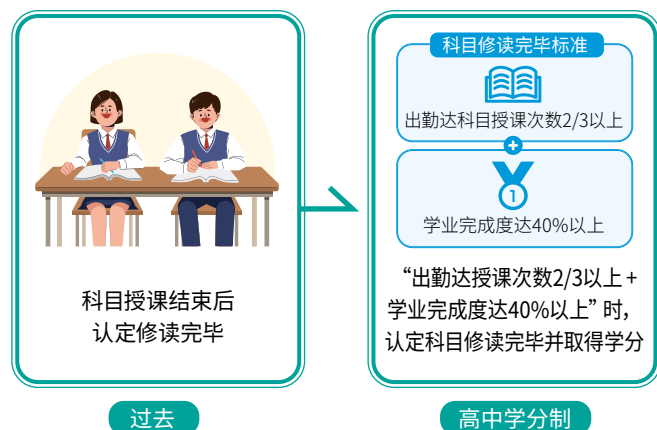 科目授课结束后
认定修读完毕
过去
科目修读完毕标准
出勤达科目授课次数2/3以上
+
1
学业完成度达40%以上
“出勤达授课次数2/3以上 +
学业完成度达40%以上”时,
认定科目修读完毕并取得学分
高中学分制